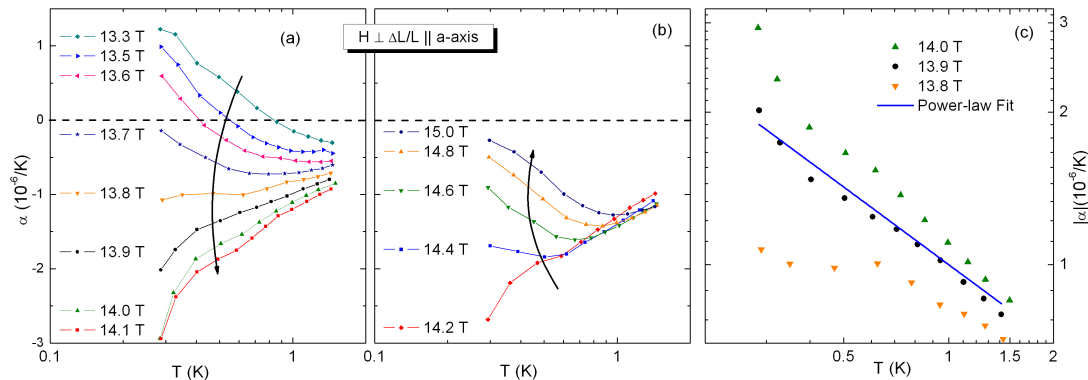 H ⊥ ΔL/L || a-axis
(a)
1
0
-1
-2
-3
α (10⁻⁶/K)
13.3 T
13.5 T
13.6 T
13.7 T
13.8 T
13.9 T
14.0 T
14.1 T
0.1
1
T (K)
(b)
15.0 T
14.8 T
14.6 T
14.4 T
14.2 T
0.1
1
T (K)
(c)
14.0 T
13.9 T
13.8 T
Power-law Fit
3
2
1
|α|(10⁻⁶/K)
0.5
1
1.5
2
T (K)